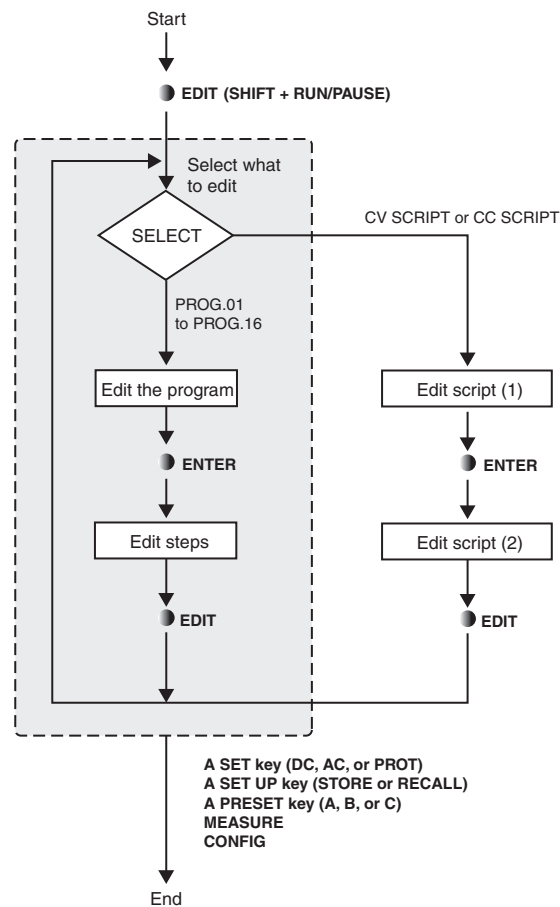 Start
EDIT (SHIFT + RUN/PAUSE)
Select what
to edit
SELECT
CV SCRIPT or CC SCRIPT
PROG.01
to PROG.16
Edit the program
Edit script (1)
ENTER
ENTER
Edit steps
Edit script (2)
EDIT
EDIT
A SET key (DC, AC, or PROT)
A SET UP key (STORE or RECALL)
A PRESET key (A, B, or C)
MEASURE
CONFIG
End